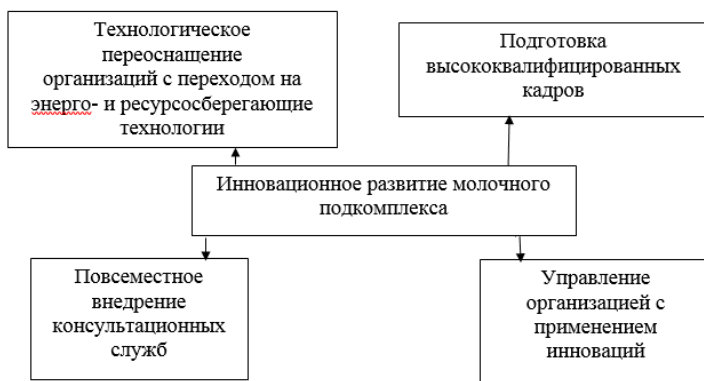 Технологическое
переоснащение
организаций с переходом на
энерго- и ресурсосберегающие
технологии
Подготовка
высококвалифицированных
кадров
Инновационное развитие молочного
подкомплекса
Повсеместное
внедрение
консультационных
служб
Управление
организацией с
применением
инноваций